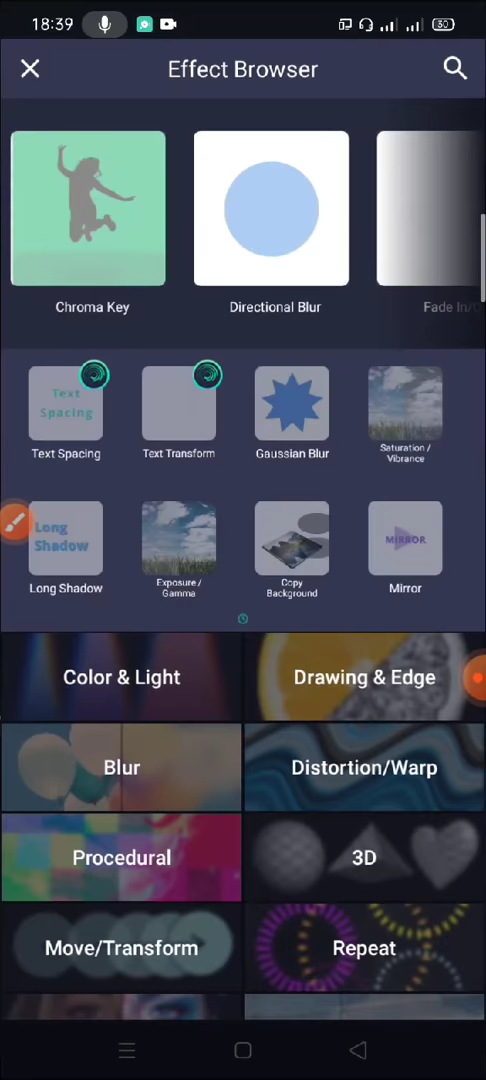 18:39
30
Effect Browser
Chroma Key
Directional Blur
Fade In/
Text
Spacing
Text Spacing
Text Transform
Gaussian Blur
Saturation /
Vibrance
Long
Shadow
Long Shadow
Exposure /
Gamma
Copy
Background
MIRROR
Mirror
Color & Light
Drawing & Edge
Blur
Distortion/Warp
Procedural
3D
Move/Transform
Repeat